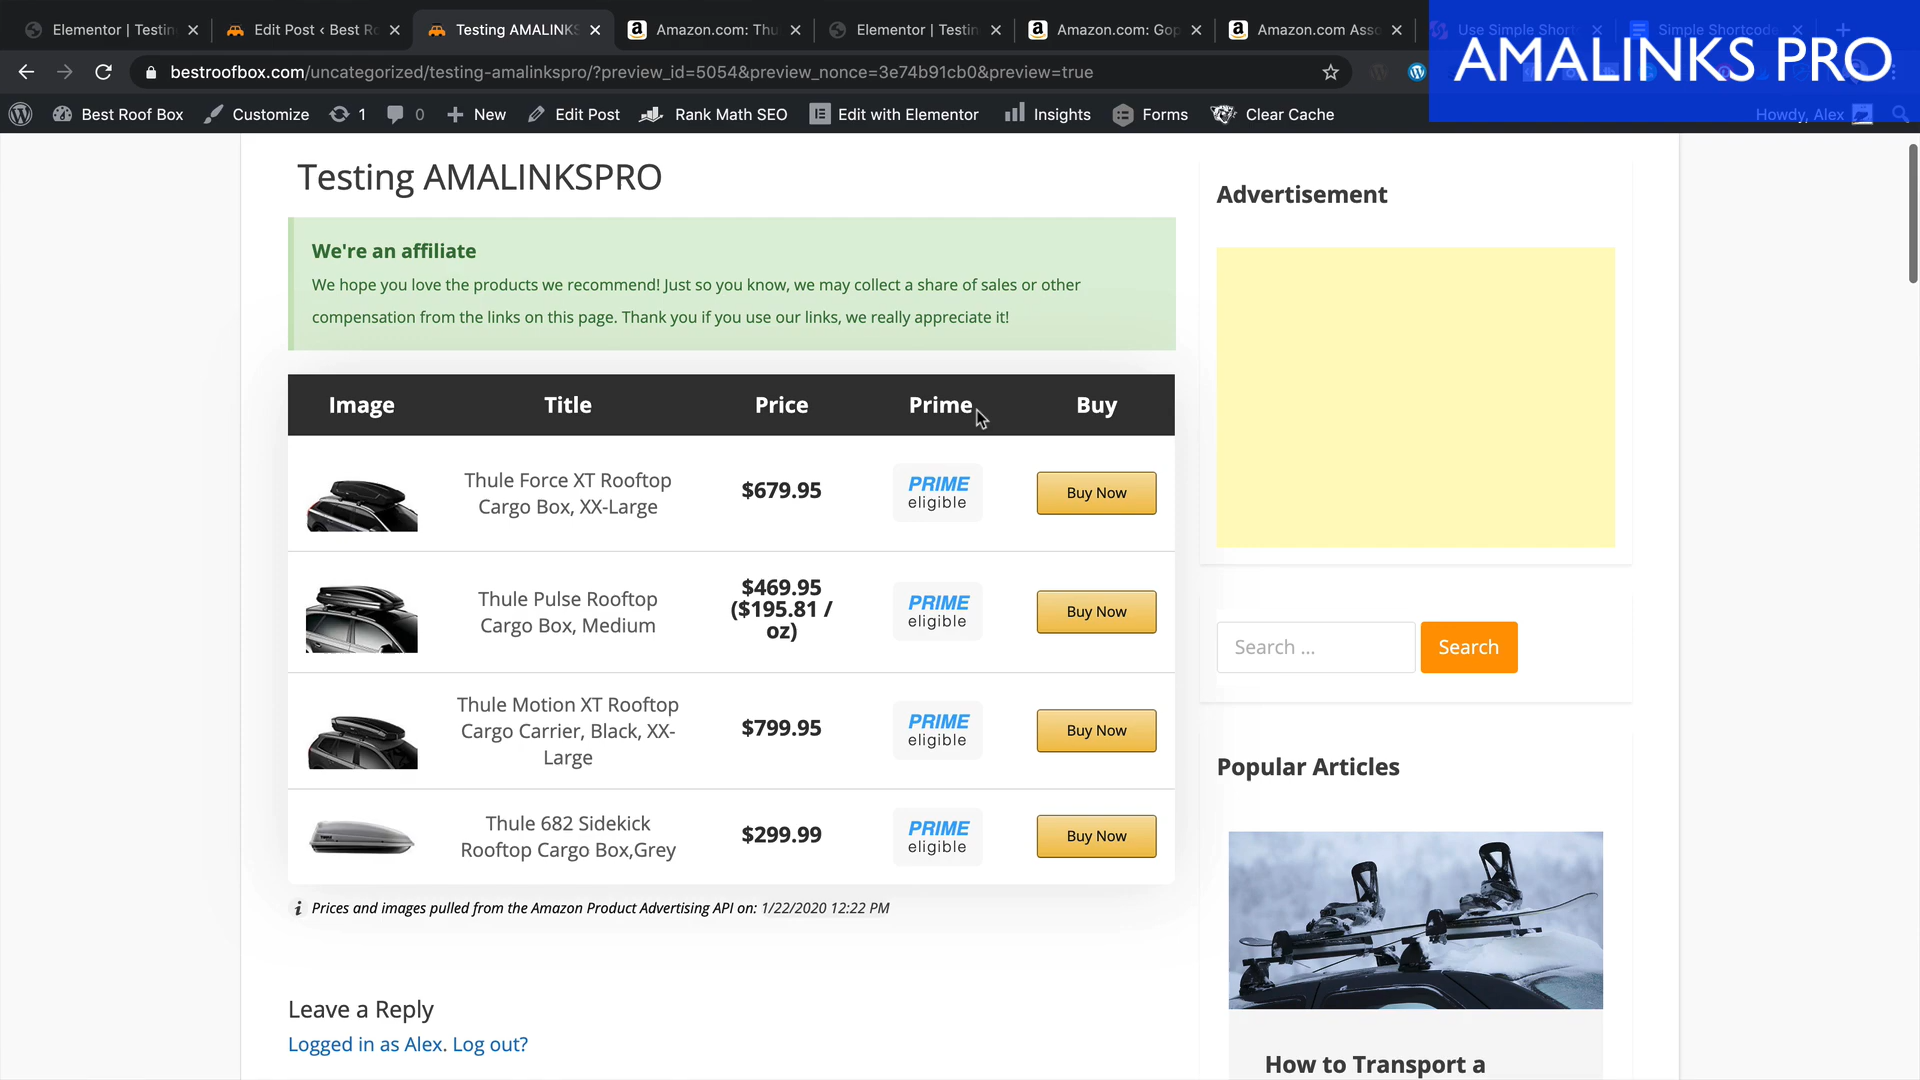 Elementor | Testin
Edit Post ‹ Best R
Testing AMALINKS
Amazon.com: Thu
Elementor | Testin
Amazon.com: Gop
Amazon.com Asso
Use Simple Short
Simple Shortcod
AMALINKS PRO
bestroofbox.com/uncategorized/testing-amalinkspro/?preview_id=5054&preview_nonce=3e74b91cb0&preview=true
Best Roof Box
Customize
1
0
New
Edit Post
Rank Math SEO
Edit with Elementor
Insights
Forms
Clear Cache
Howdy, Alex
Testing AMALINKSPRO
We're an affiliate
We hope you love the products we recommend! Just so you know, we may collect a share of sales or other
compensation from the links on this page. Thank you if you use our links, we really appreciate it!
Image Title Price Prime Buy
Thule Force XT Rooftop
Cargo Box, XX-Large
$679.95
PRIME
eligible
Buy Now
Thule Pulse Rooftop
Cargo Box, Medium
$469.95
($195.81 /
oz)
PRIME
eligible
Buy Now
Thule Motion XT Rooftop
Cargo Carrier, Black, XX-
Large
$799.95
PRIME
eligible
Buy Now
Thule 682 Sidekick
Rooftop Cargo Box,Grey
$299.99
PRIME
eligible
Buy Now
Prices and images pulled from the Amazon Product Advertising API on: 1/22/2020 12:22 PM
Leave a Reply
Logged in as Alex. Log out?
Advertisement
Search ...
Search
Popular Articles
How to Transport a